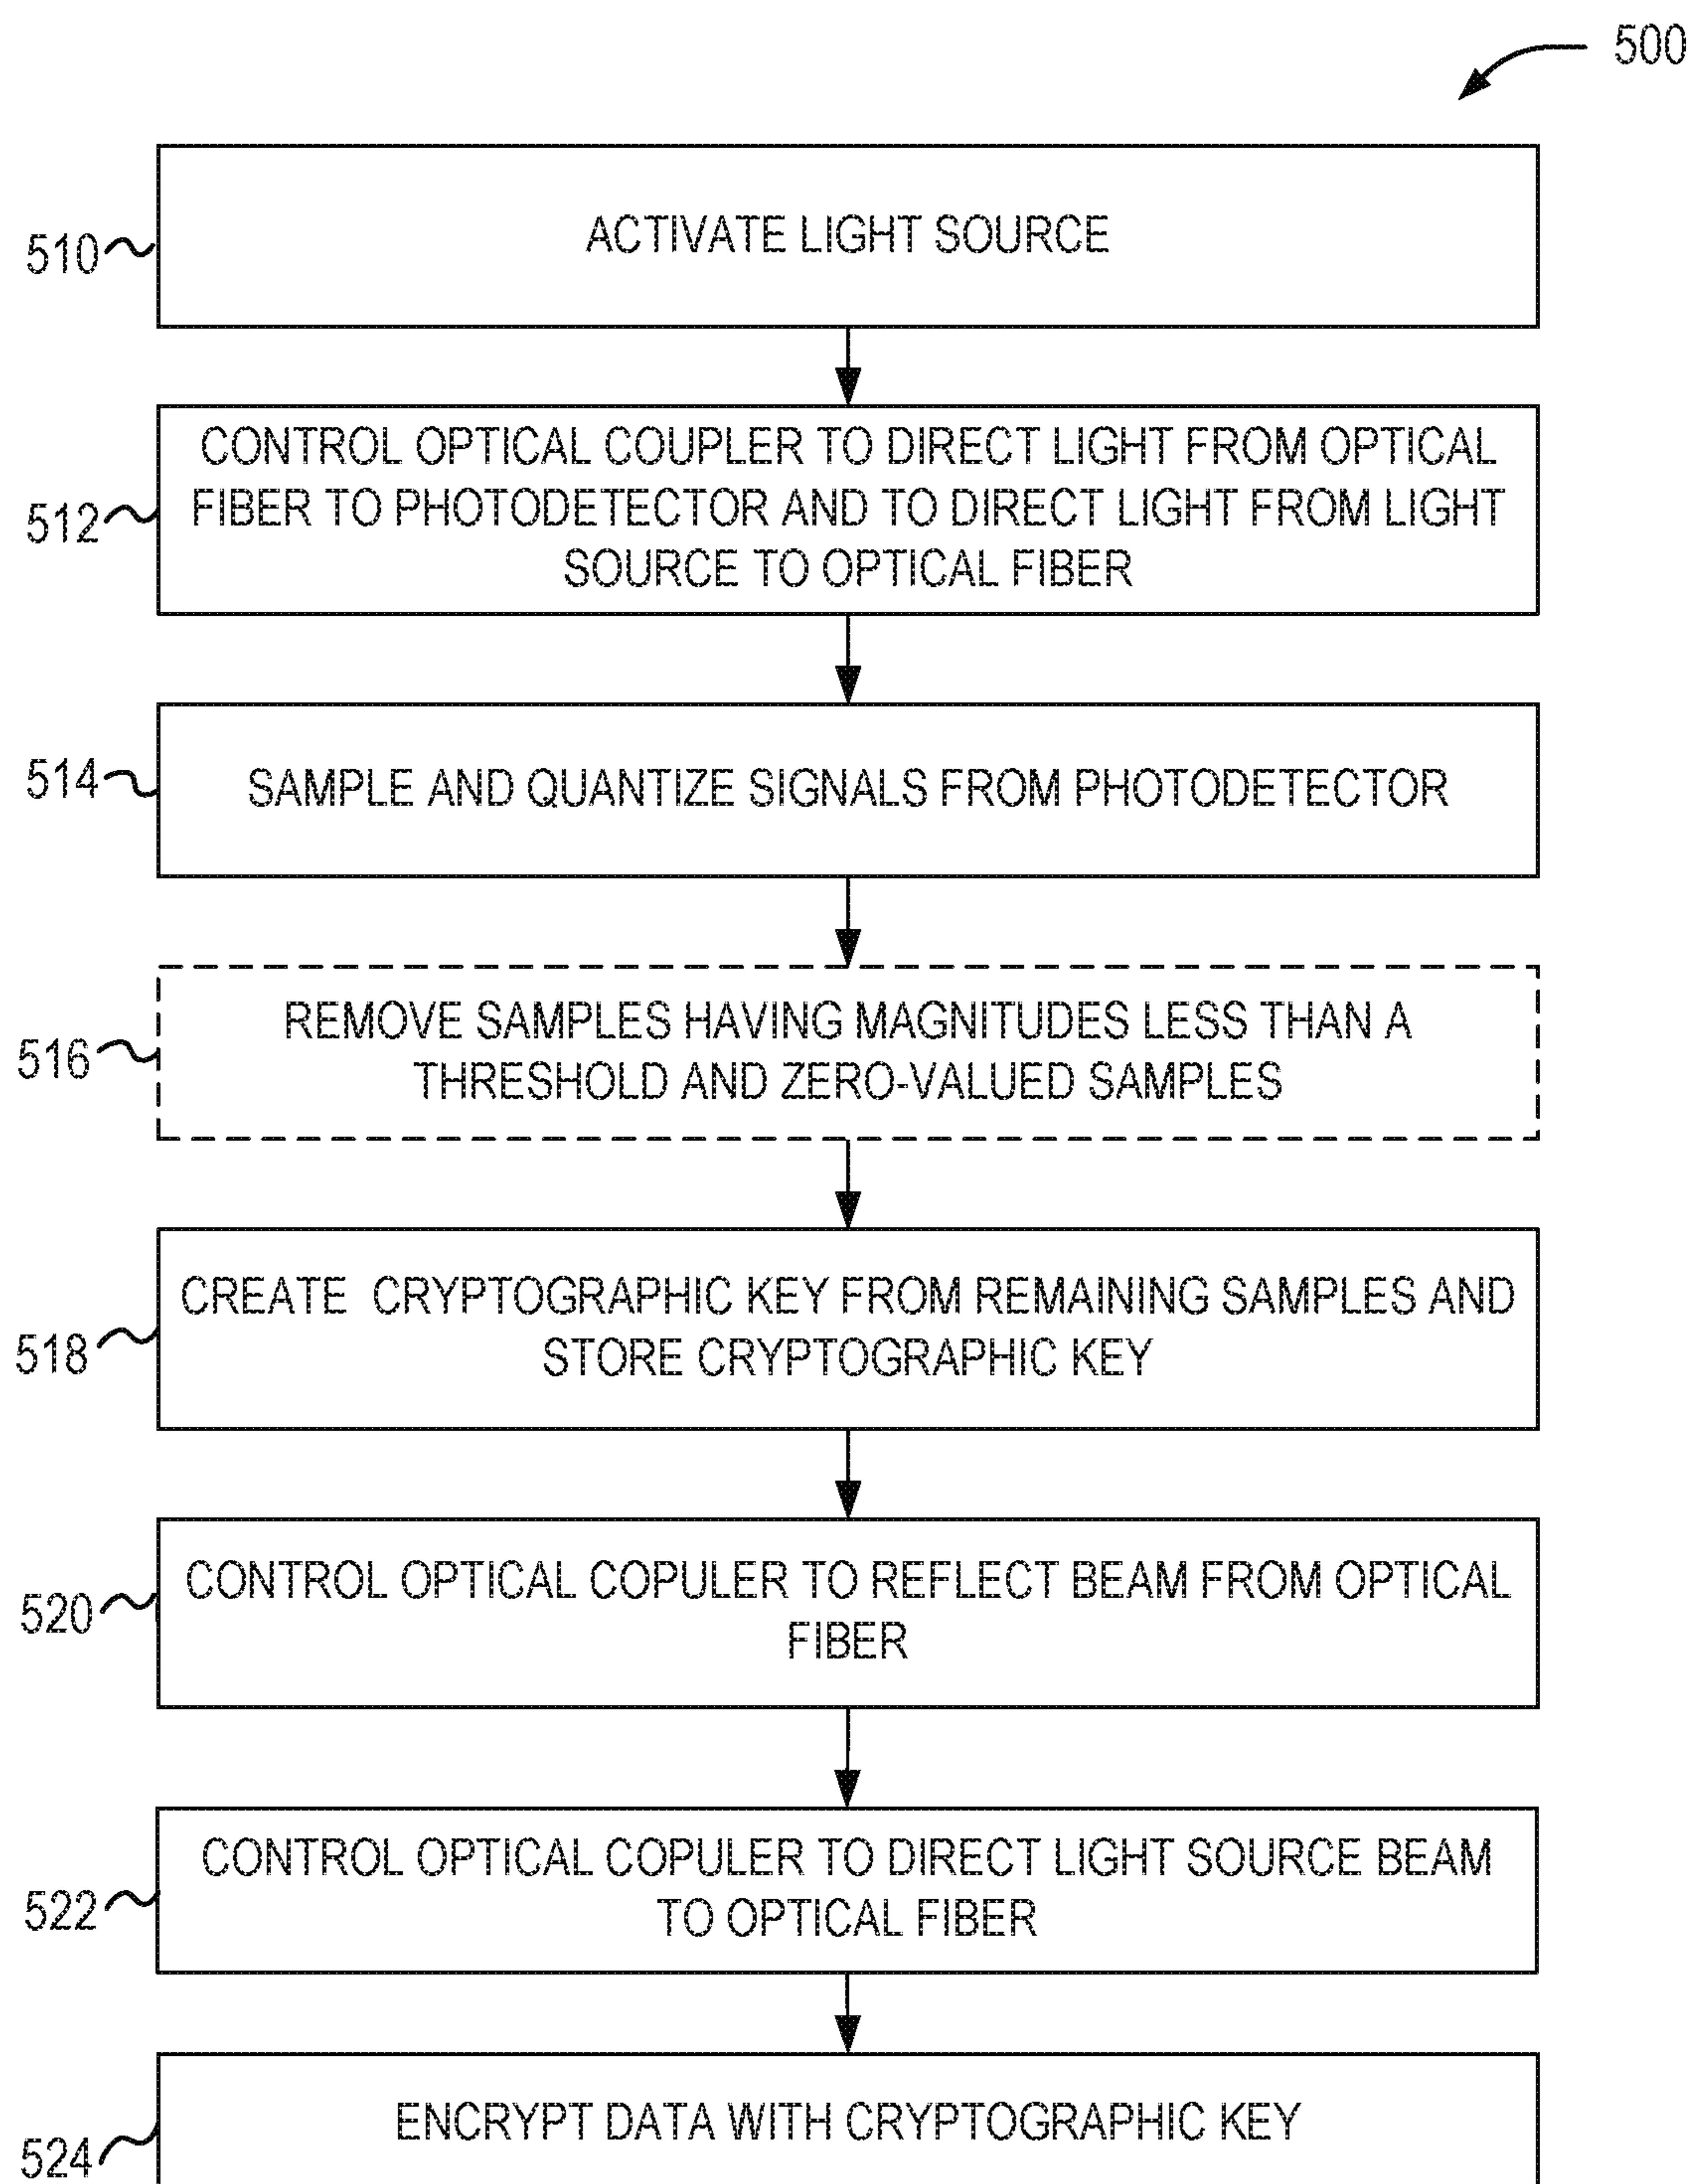 500
510
ACTIVATE LIGHT SOURCE
512
CONTROL OPTICAL COUPLER TO DIRECT LIGHT FROM OPTICAL
FIBER TO PHOTODETECTOR AND TO DIRECT LIGHT FROM LIGHT
SOURCE TO OPTICAL FIBER
514
SAMPLE AND QUANTIZE SIGNALS FROM PHOTODETECTOR
516
REMOVE SAMPLES HAVING MAGNITUDES LESS THAN A
THRESHOLD AND ZERO-VALUED SAMPLES
518
CREATE CRYPTOGRAPHIC KEY FROM REMAINING SAMPLES AND
STORE CRYPTOGRAPHIC KEY
520
CONTROL OPTICAL COPULER TO REFLECT BEAM FROM OPTICAL
FIBER
522
CONTROL OPTICAL COPULER TO DIRECT LIGHT SOURCE BEAM
TO OPTICAL FIBER
524
ENCRYPT DATA WITH CRYPTOGRAPHIC KEY